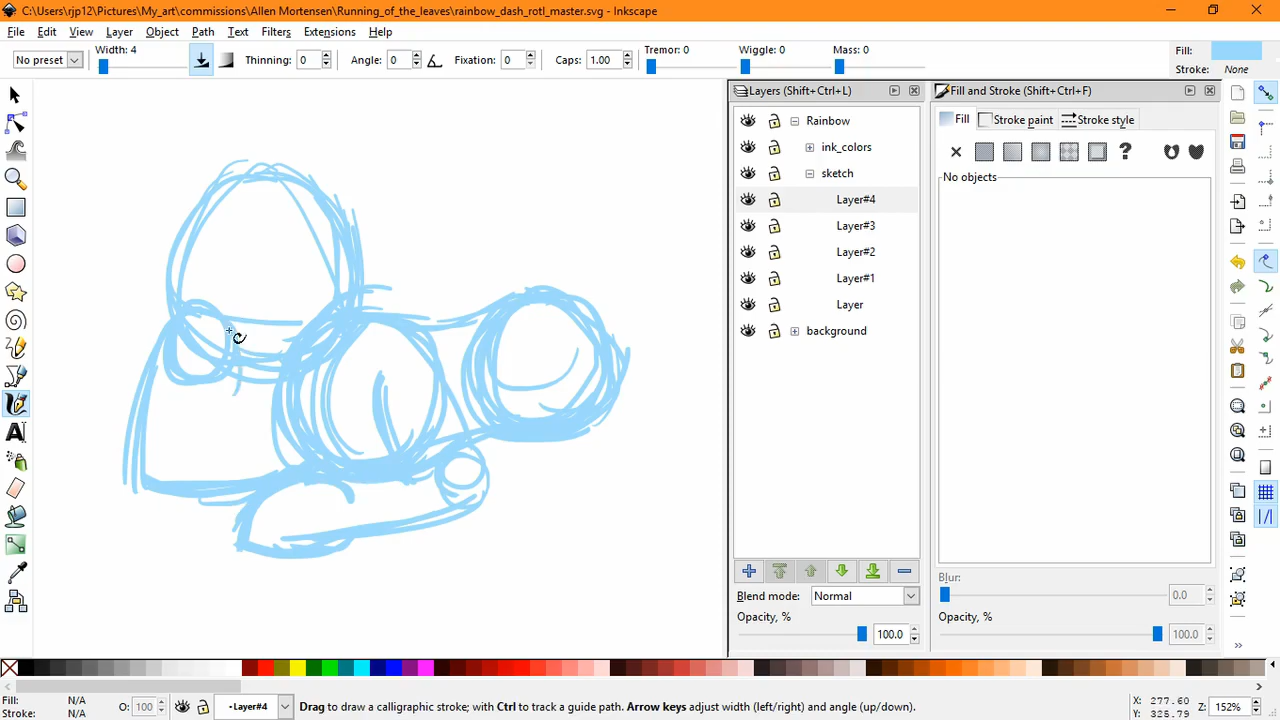 C:\Users\rjp12\Pictures\My_art\commissions\Allen Mortensen\Running_of_the_leaves\rainbow_dash_rotl_master.svg - Inkscape
File Edit View Layer Object Path Text Filters Extensions Help
No preset Width: 4 Thinning: 0 Angle: 0 Fixation: 0 Caps: 1.00 Tremor: 0 Wiggle: 0 Mass: 0 Fill:
Stroke: None
Layers (Shift+Ctrl+L) Fill and Stroke (Shift+Ctrl+F)
Rainbow
ink_colors
sketch
Layer#4
Layer#3
Layer#2
Layer#1
Layer
background
Blend mode: Normal
Opacity, %
100.0
Fill Stroke paint Stroke style
?
No objects
Blur:
0.0
Opacity, %
100.0
Fill: N/A
Stroke: N/A
O: 100
•Layer#4
Drag to draw a calligraphic stroke; with Ctrl to track a guide path. Arrow keys adjust width (left/right) and angle (up/down).
X: 277.60
Y: 325.79
Z: 152%